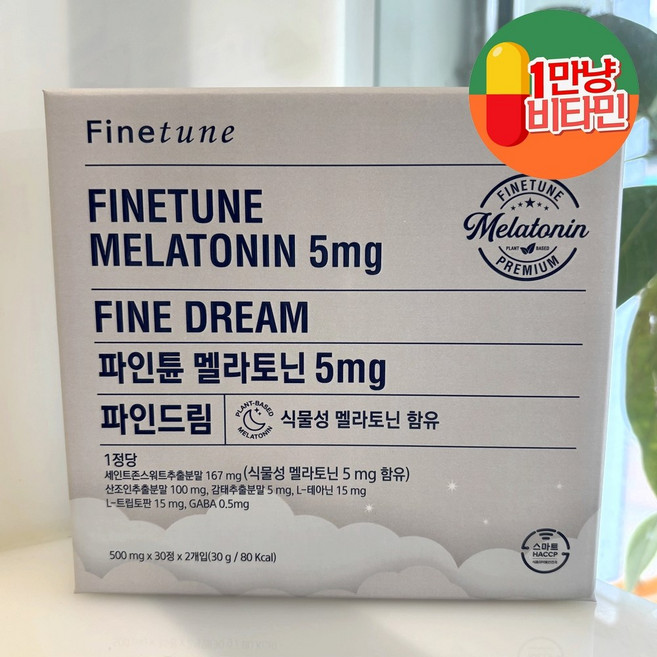 1만냥
비타민
Finetune
FINETUNE
MELATONIN 5mg
FINETUNE
Melatonin
PLANT BASED
PREMIUM
FINE DREAM
파인튠 멜라토닌 5mg
파인드림
PLANT-BASED
MELATONIN
식물성 멜라토닌 함유
1정당
세인트존스워트추출분말 167 mg (식물성 멜라토닌 5 mg 함유)
산조인추출분말 100 mg, 감태추출분말 5 mg, L-테아닌 15 mg
L-트립토판 15 mg, GABA 0.5mg
500 mg x 30정 x 2개입(30 g / 80 Kcal)
스마트
HACCP